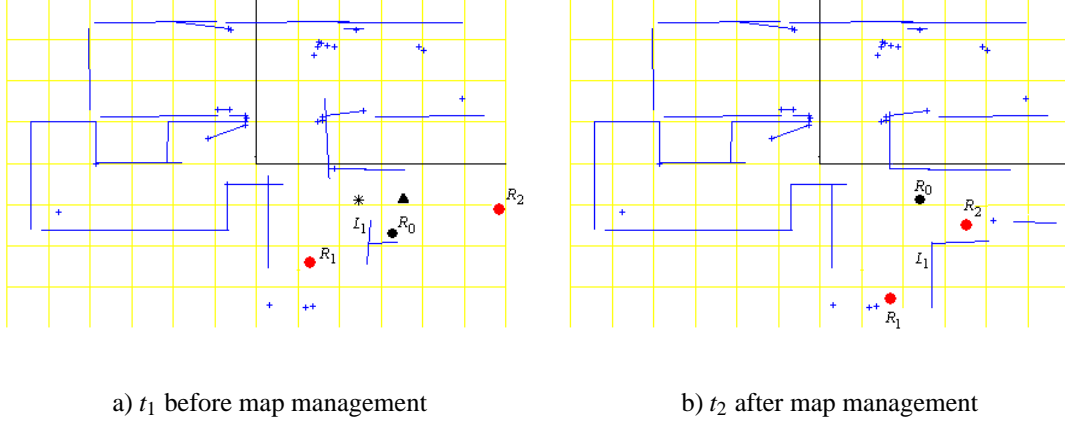 R2
I1 R0
R1
R0
R2
I1
R1
a) t1 before map management
b) t2 after map management